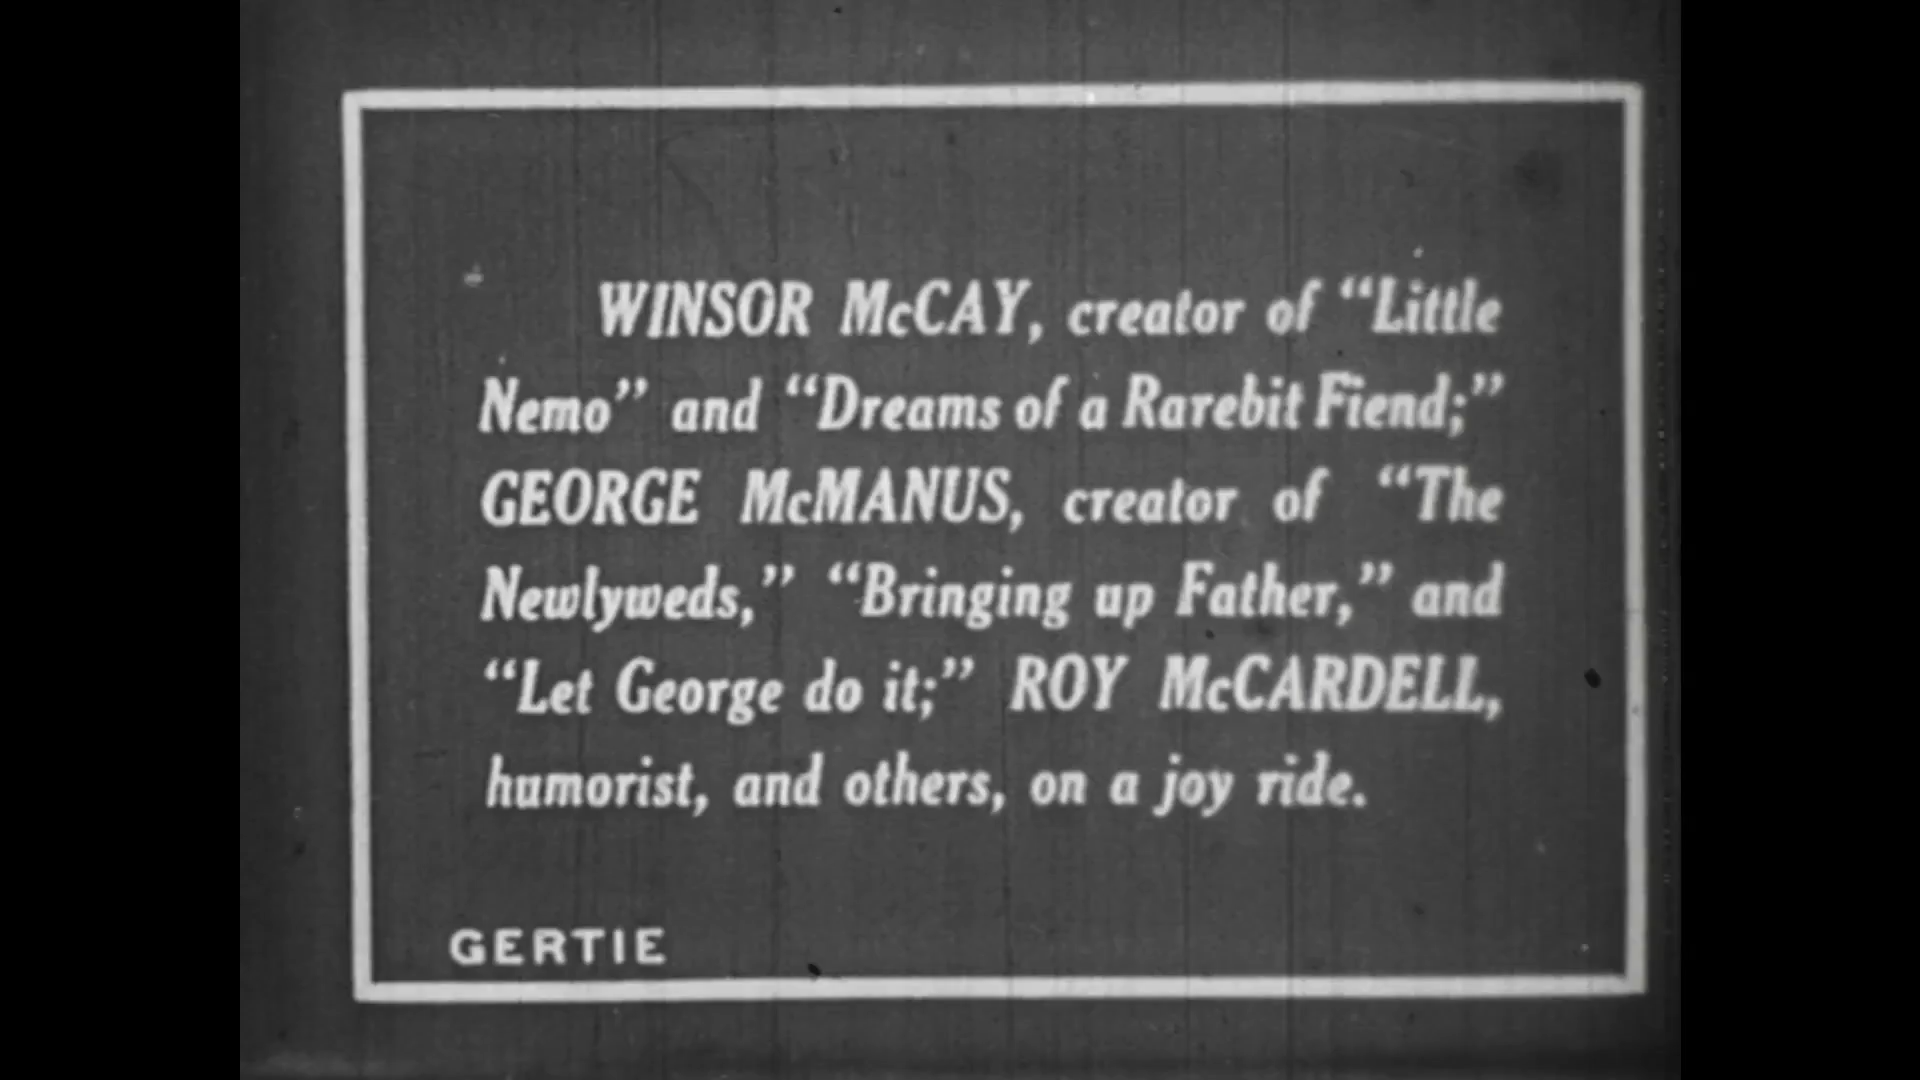 WINSOR McCAY, creator of “Little
Nemo” and “Dreams of a Rarebit Fiend;”
GEORGE McMANUS, creator of “The
Newlyweds,” “Bringing up Father,” and
“Let George do it;” ROY McCARDELL,
humorist, and others, on a joy ride.
GERTIE